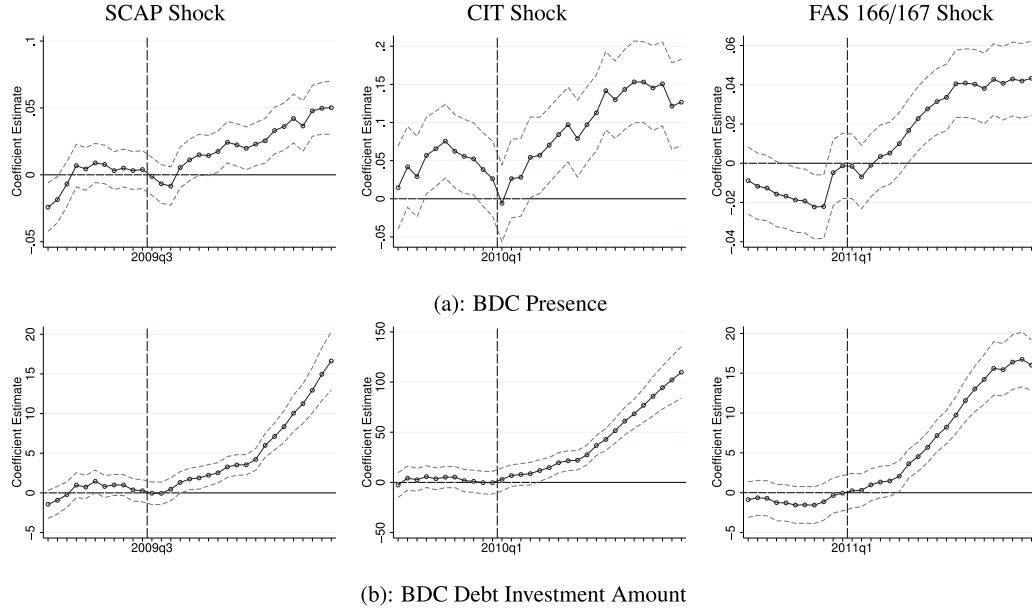 SCAP Shock
CIT Shock
FAS 166/167 Shock
Coefficient Estimate
-.05 0 .05 .1
2009q3
Coefficient Estimate
-.05 0 .05 .1 .15 .2
2010q1
Coefficient Estimate
-.04 -.02 0 .02 .04 .06
2011q1
(a): BDC Presence
Coefficient Estimate
-5 0 5 10 15 20
2009q3
Coefficient Estimate
-50 0 50 100 150
2010q1
Coefficient Estimate
-5 0 5 10 15 20
2011q1
(b): BDC Debt Investment Amount